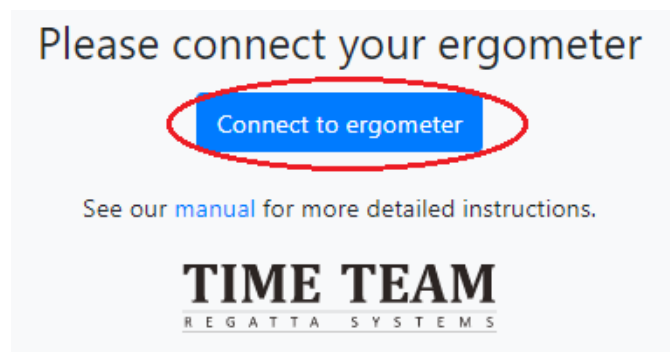 Please connect your ergometer
Connect to ergometer
See our manual for more detailed instructions.
TIME TEAM
REGATTA SYSTEMS